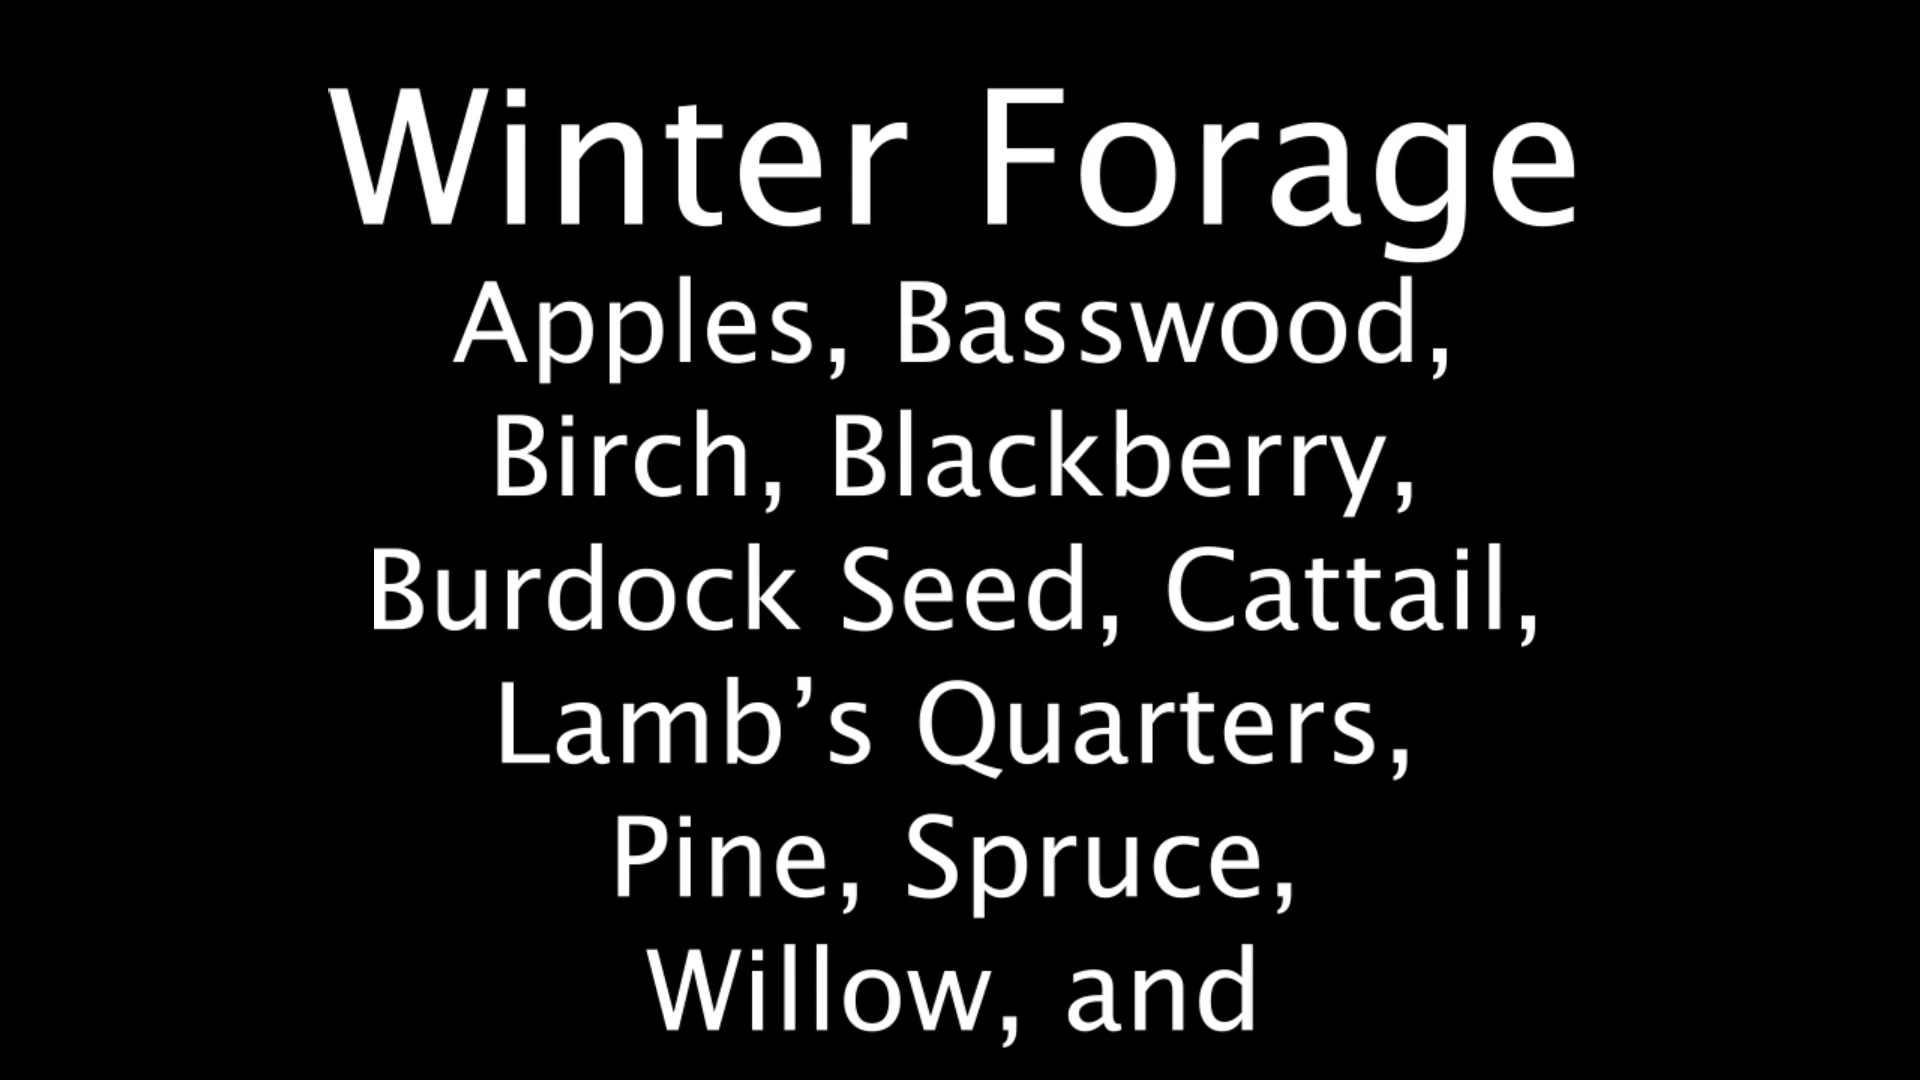 Winter Forage
Apples, Basswood,
Birch, Blackberry,
Burdock Seed, Cattail,
Lamb’s Quarters,
Pine, Spruce,
Willow, and